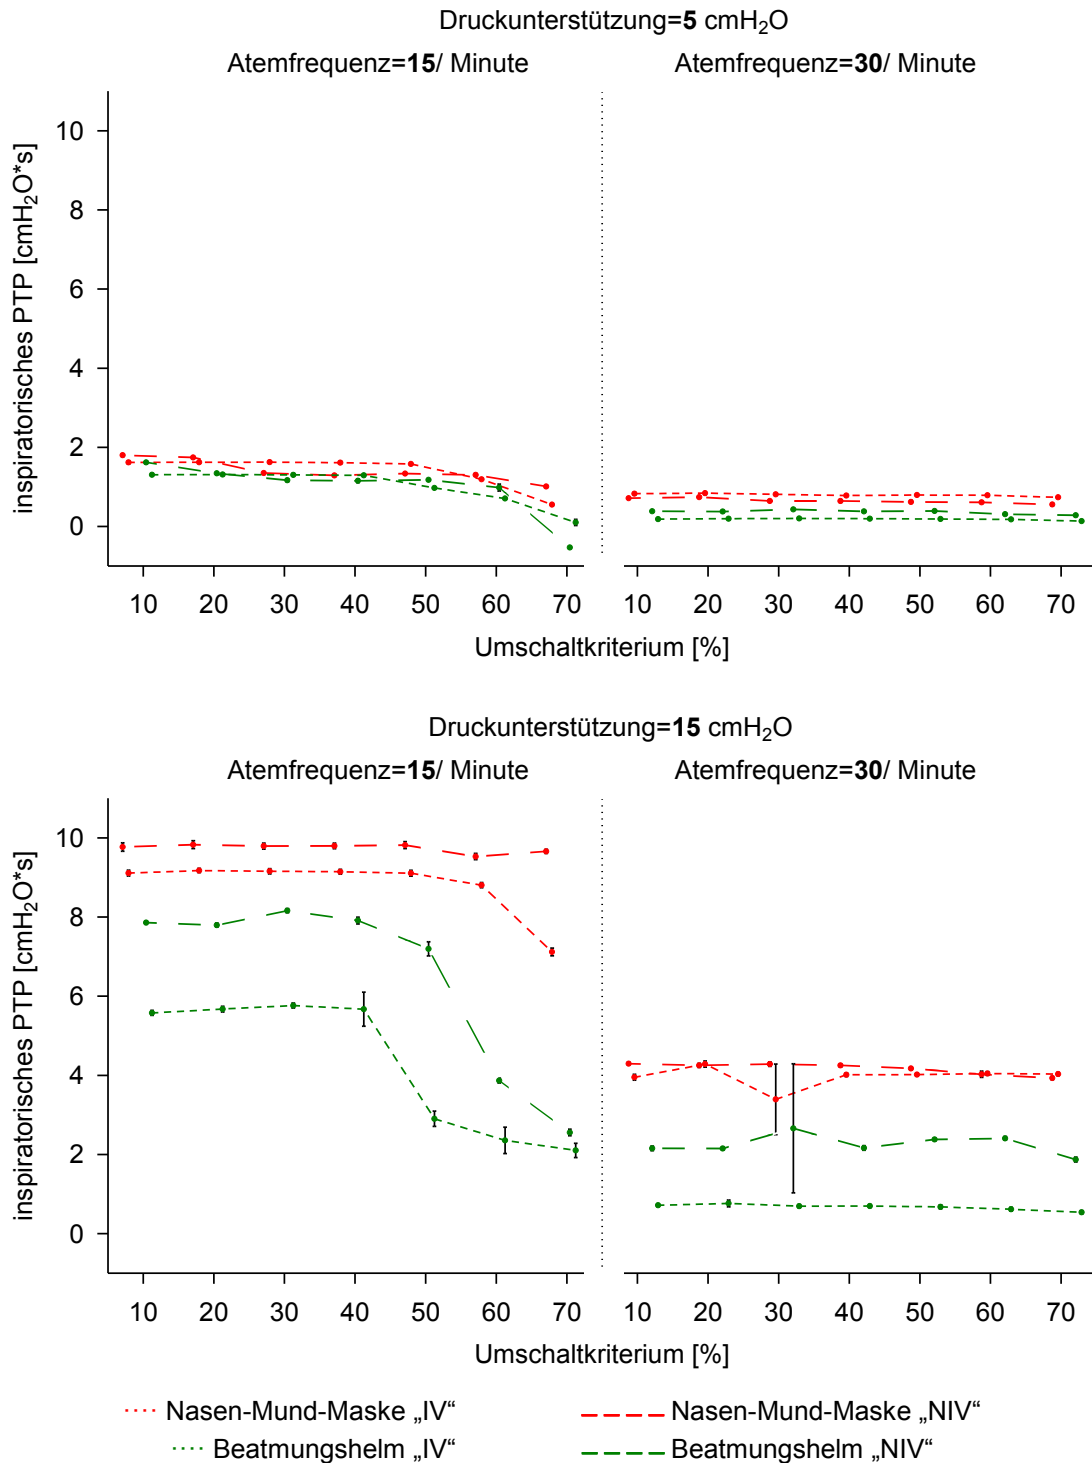 Druckunterstützung=5 cmH₂O
Atemfrequenz=15/ Minute
Atemfrequenz=30/ Minute
inspiratorisches PTP [cmH₂O*s]
10
8
6
4
2
0
10 20 30 40 50 60 70
10 20 30 40 50 60 70
Umschaltkriterium [%]
Druckunterstützung=15 cmH₂O
Atemfrequenz=15/ Minute
Atemfrequenz=30/ Minute
inspiratorisches PTP [cmH₂O*s]
10
8
6
4
2
0
10 20 30 40 50 60 70
10 20 30 40 50 60 70
Umschaltkriterium [%]
Nasen-Mund-Maske „IV“
Nasen-Mund-Maske „NIV“
Beatmungshelm „IV“
Beatmungshelm „NIV“